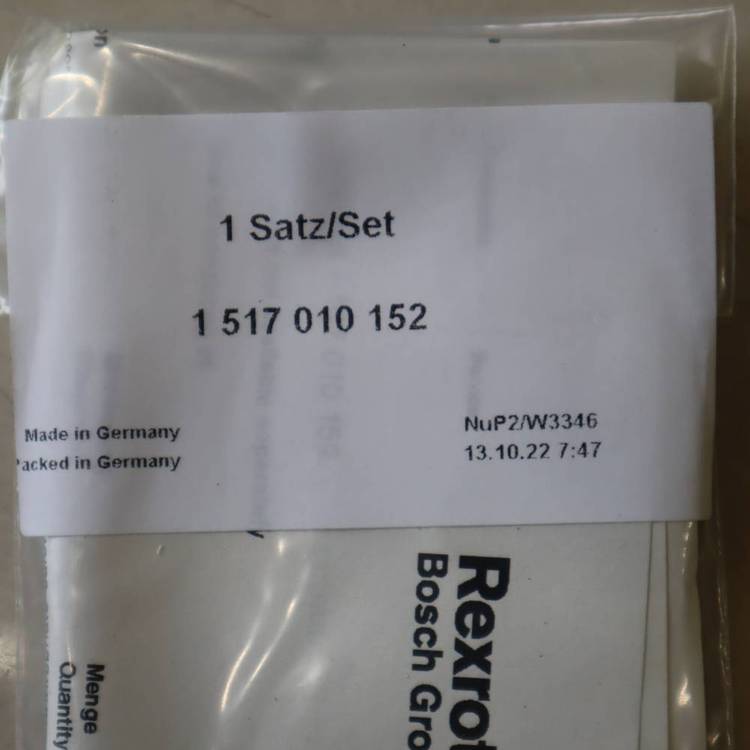 1 Satz/Set
1 517 010 152
Made in Germany
Packed in Germany
NuP2/W3346
13.10.22 7:47
Rexrot
Bosch Gro
Menge
Quantity